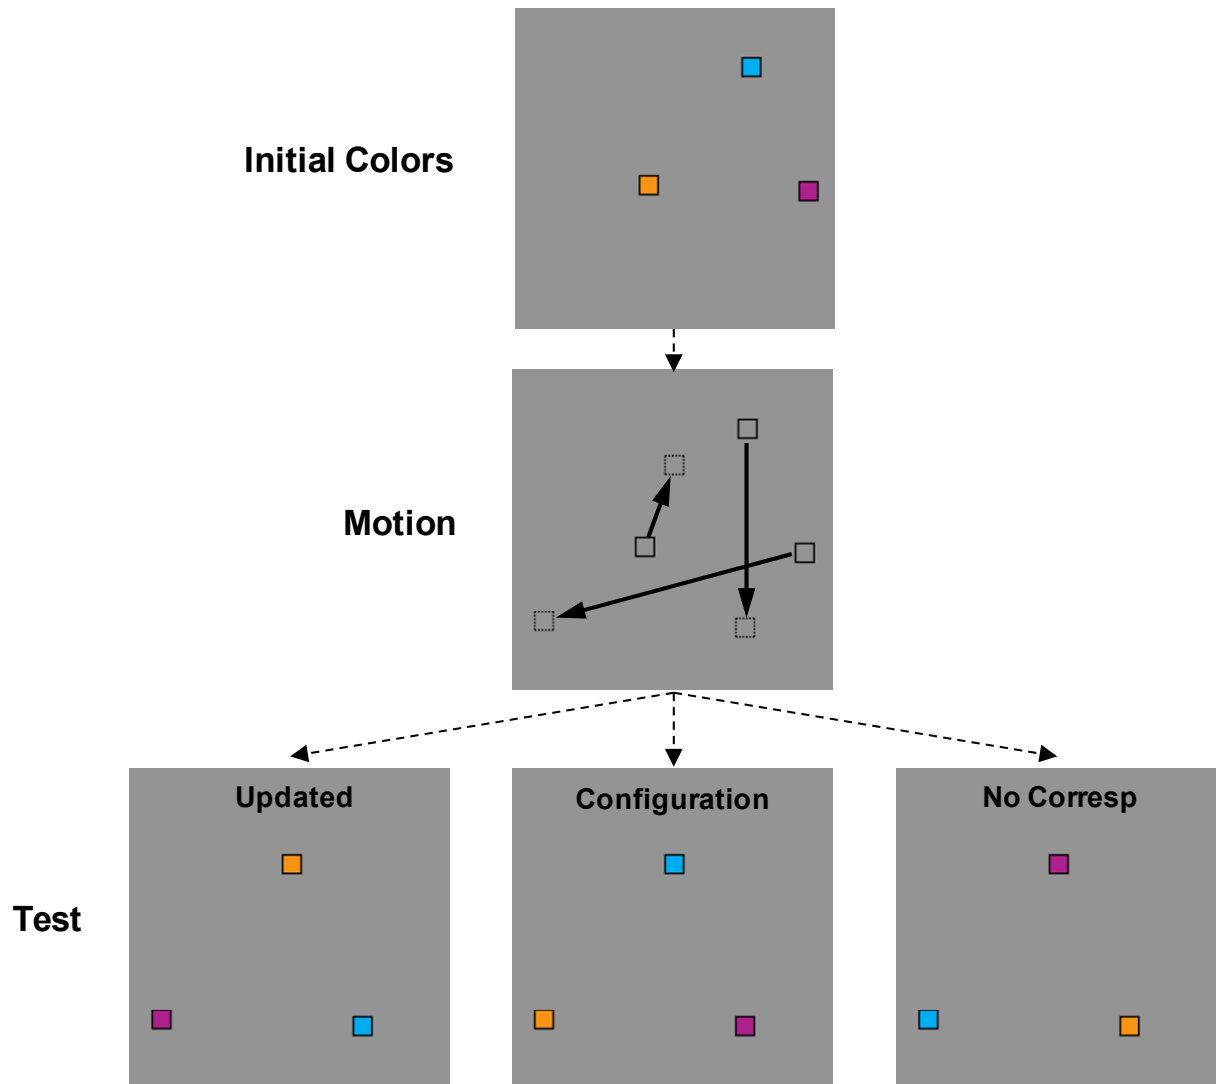 Initial Colors
Motion
Updated
Configuration
No Corresp
Test